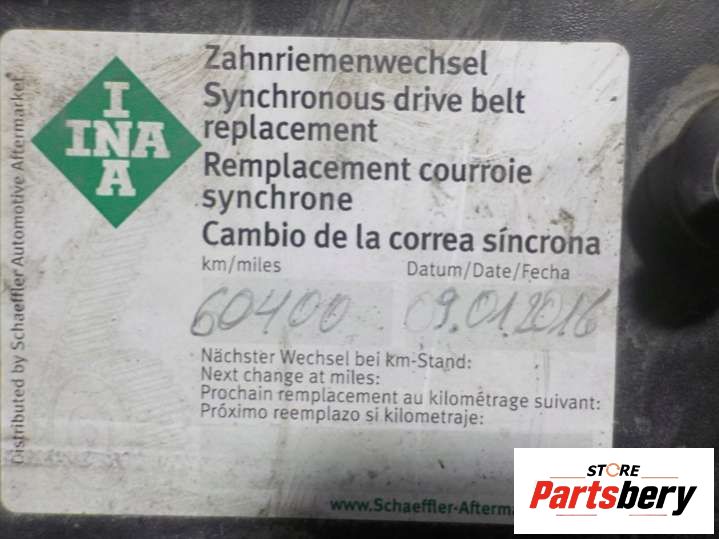 I
INA
A
Zahnriemenwechsel
Synchronous drive belt
replacement
Remplacement courroie
synchrone
Cambio de la correa síncrona
km/miles
Datum/Date/Fecha
60400
09.01.2016
Nächster Wechsel bei km-Stand:
Next change at miles:
Prochain remplacement au kilométrage suivant:
Próximo reemplazo si kilometraje:
Distributed by Schaeffler Automotive Aftermarket
www.Schaeffler-Afterma
STORE
Partsbery